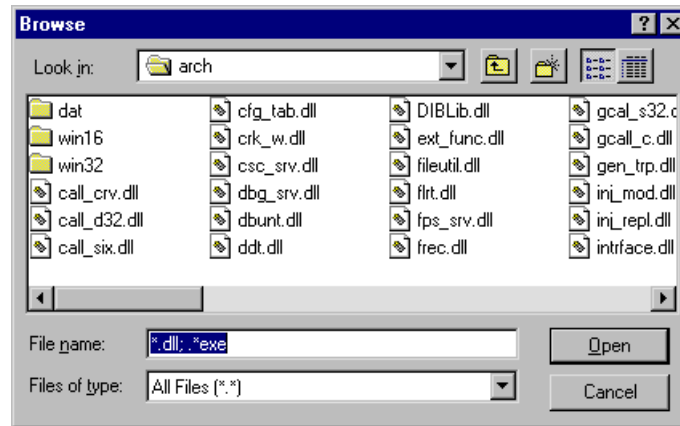 Browse
Look in: arch
dat cfg_tab.dll DIBLib.dll gcal_s32.d
win16 crk_w.dll ext_func.dll gcall_c.dll
win32 csc_srv.dll fileutil.dll gen_trp.dll
call_crv.dll dbg_srv.dll flrt.dll inj_mod.dll
call_d32.dll dbunt.dll fps_srv.dll inj_repl.dll
call_six.dll ddt.dll frec.dll intrface.dll
File name: *.dll; .*exe Open
Files of type: All Files (*.*) Cancel